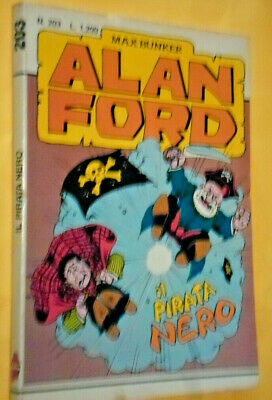 N. 203 L. 1.200
MAX BUNKER
ALAN
FORD
il
PIRATA
NERO
203
IL PIRATA NERO